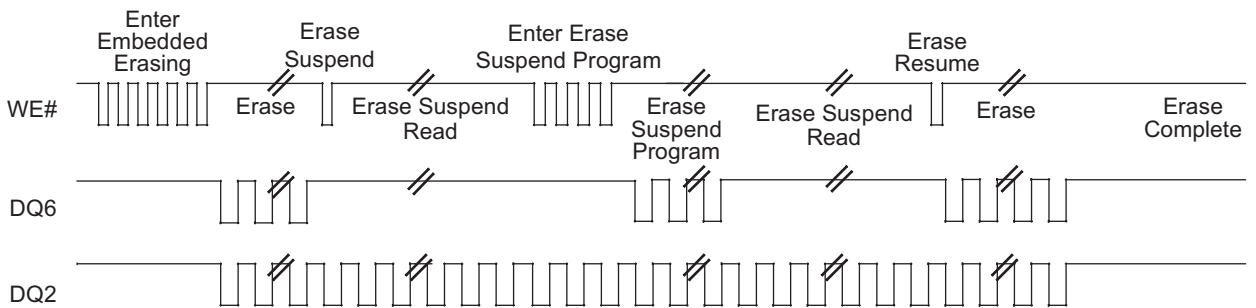 Enter
Embedded
Erasing
Erase
Suspend
Enter Erase
Suspend Program
Erase
Resume
WE#
Erase
Erase Suspend
Read
Erase
Suspend
Program
Erase Suspend
Read
Erase
Erase
Complete
DQ6
DQ2